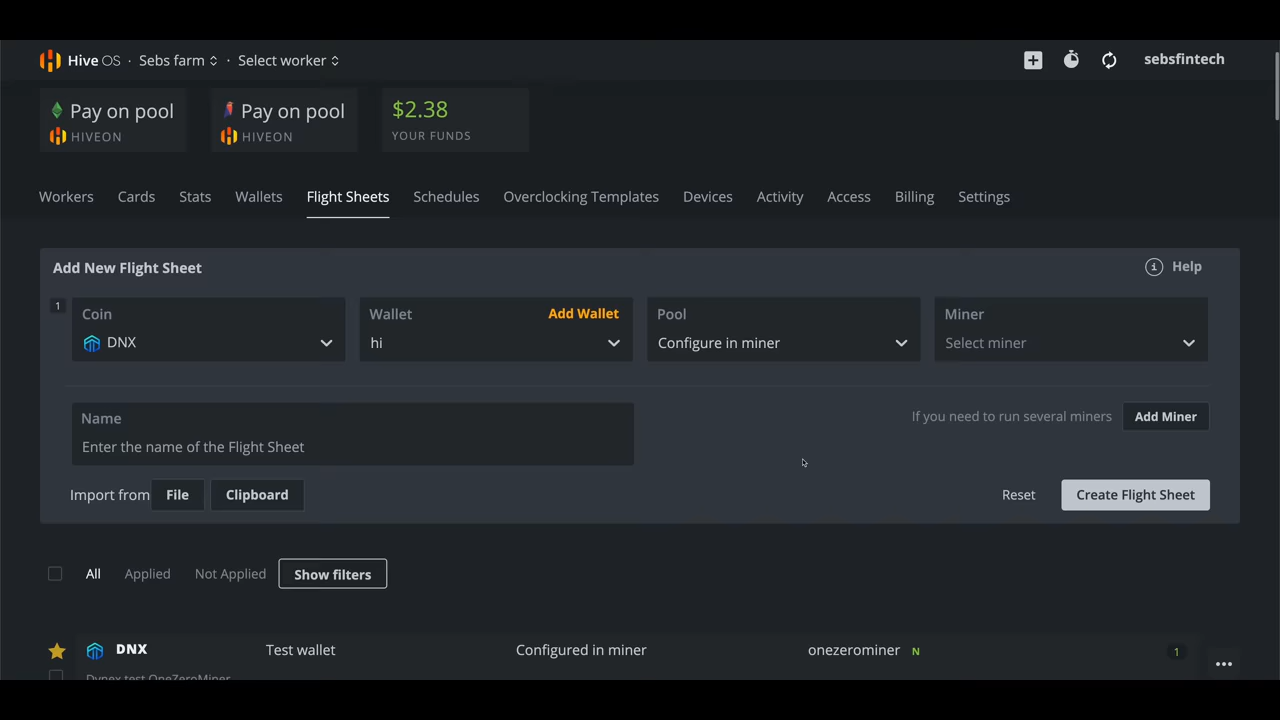 Hive OS · Sebs farm · Select worker
sebsfintech
Pay on pool
HIVEON
Pay on pool
HIVEON
$2.38
YOUR FUNDS
Workers Cards Stats Wallets Flight Sheets Schedules Overclocking Templates Devices Activity Access Billing Settings
Add New Flight Sheet
Help
1
Coin
DNX
Wallet Add Wallet
hi
Pool
Configure in miner
Miner
Select miner
Name
Enter the name of the Flight Sheet
If you need to run several miners Add Miner
Import from File Clipboard
Reset Create Flight Sheet
All Applied Not Applied Show filters
DNX Test wallet Configured in miner onezerominer N 1
Dynex test OneZeroMiner